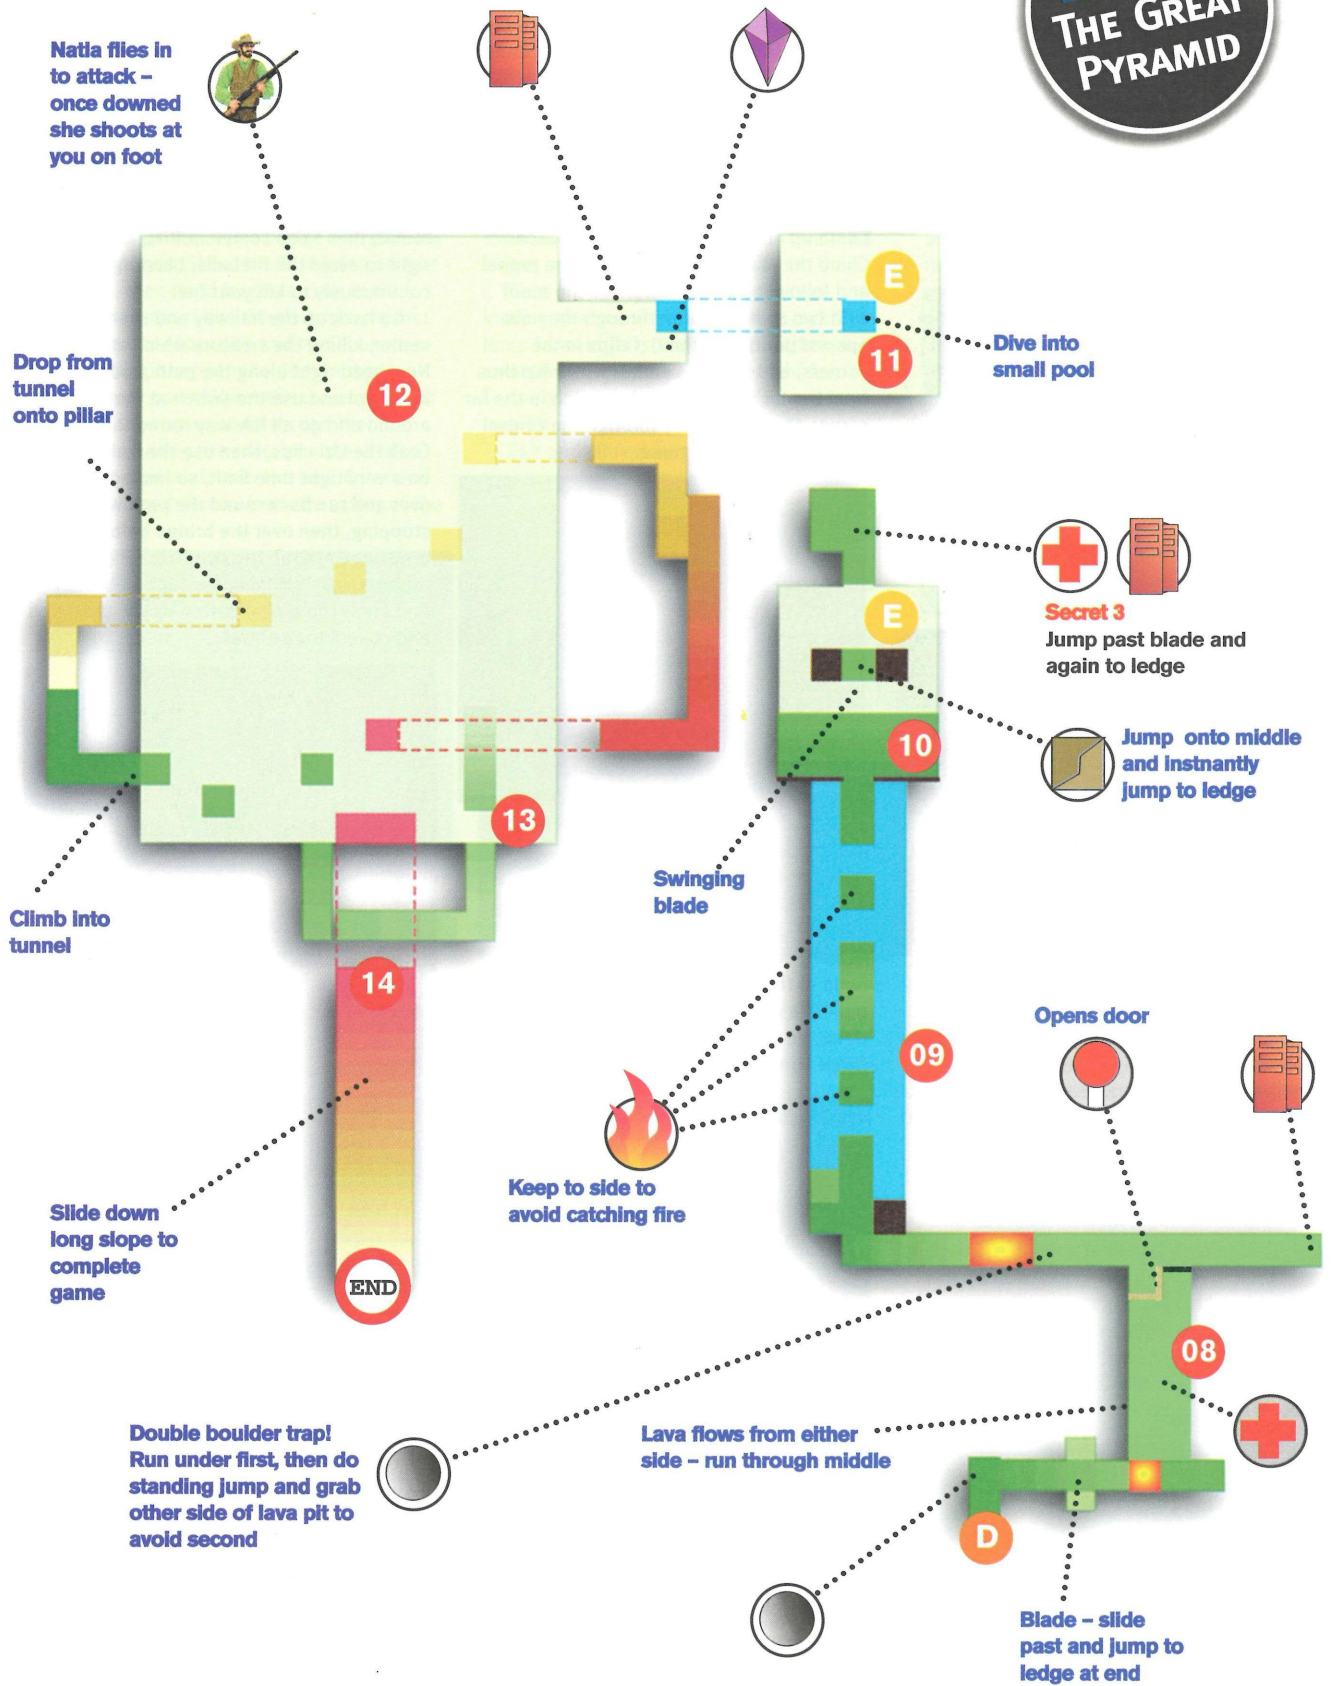 THE GREAT
PYRAMID
Natla flies in
to attack –
once downed
she shoots at
you on foot
E
11
Dive into
small pool
Drop from
tunnel
onto pillar
12
E
Secret 3
Jump past blade and
again to ledge
10
Jump onto middle
and instnantly
jump to ledge
13
Swinging
blade
Climb into
tunnel
14
Opens door
09
Keep to side to
avoid catching fire
Slide down
long slope to
complete
game
END
08
Double boulder trap!
Run under first, then do
standing jump and grab
other side of lava pit to
avoid second
Lava flows from either
side – run through middle
D
Blade – slide
past and jump to
ledge at end